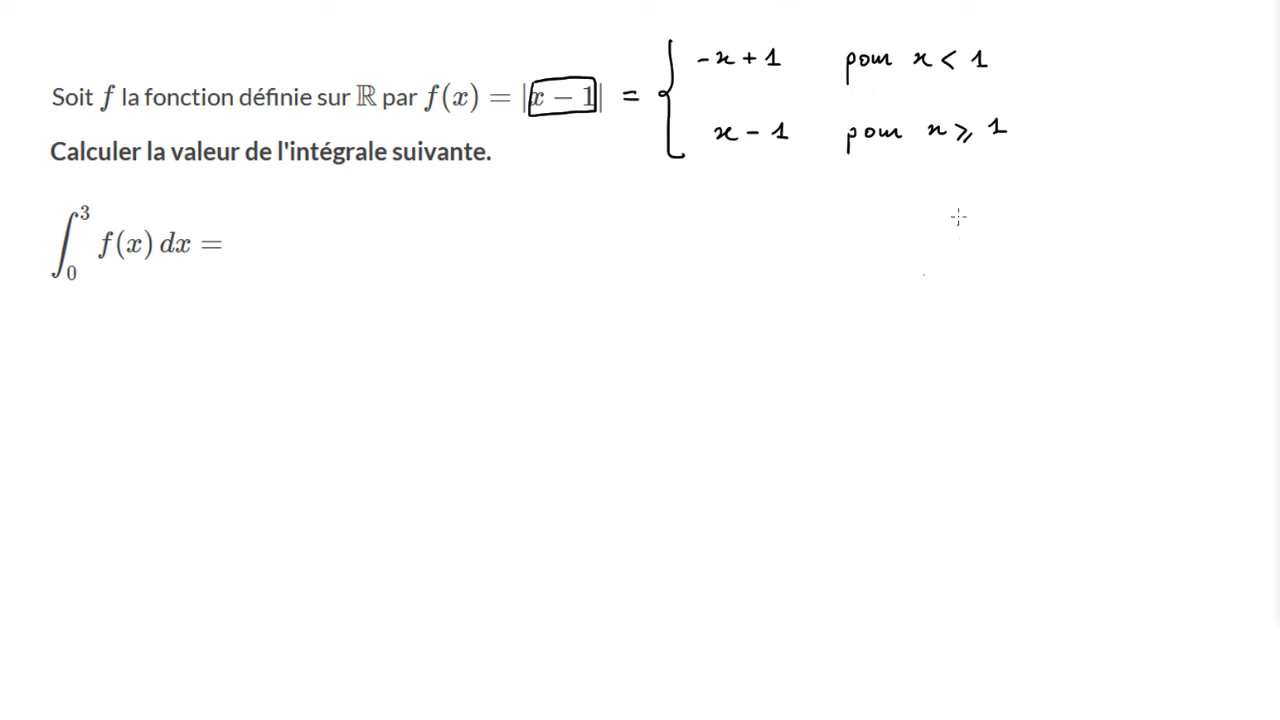 Soit f la fonction définie sur ℝ par f(x) = |x − 1| = { -x + 1 pour x < 1
x - 1 pour x ⩾ 1
Calculer la valeur de l'intégrale suivante.
∫₀³ f(x) dx =